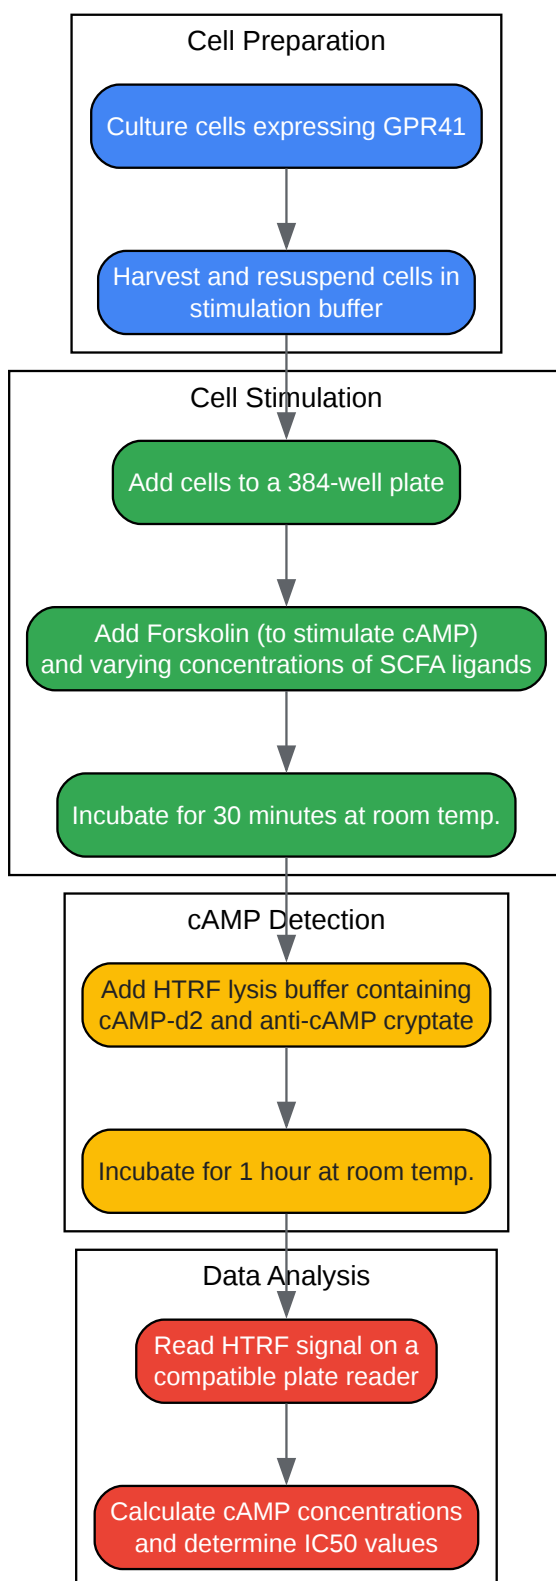 Cell Preparation
Culture cells expressing GPR41
Harvest and resuspend cells in
stimulation buffer
Cell Stimulation
Add cells to a 384-well plate
Add Forskolin (to stimulate cAMP)
and varying concentrations of SCFA ligands
Incubate for 30 minutes at room temp.
cAMP Detection
Add HTRF lysis buffer containing
cAMP-d2 and anti-cAMP cryptate
Incubate for 1 hour at room temp.
Data Analysis
Read HTRF signal on a
compatible plate reader
Calculate cAMP concentrations
and determine IC50 values